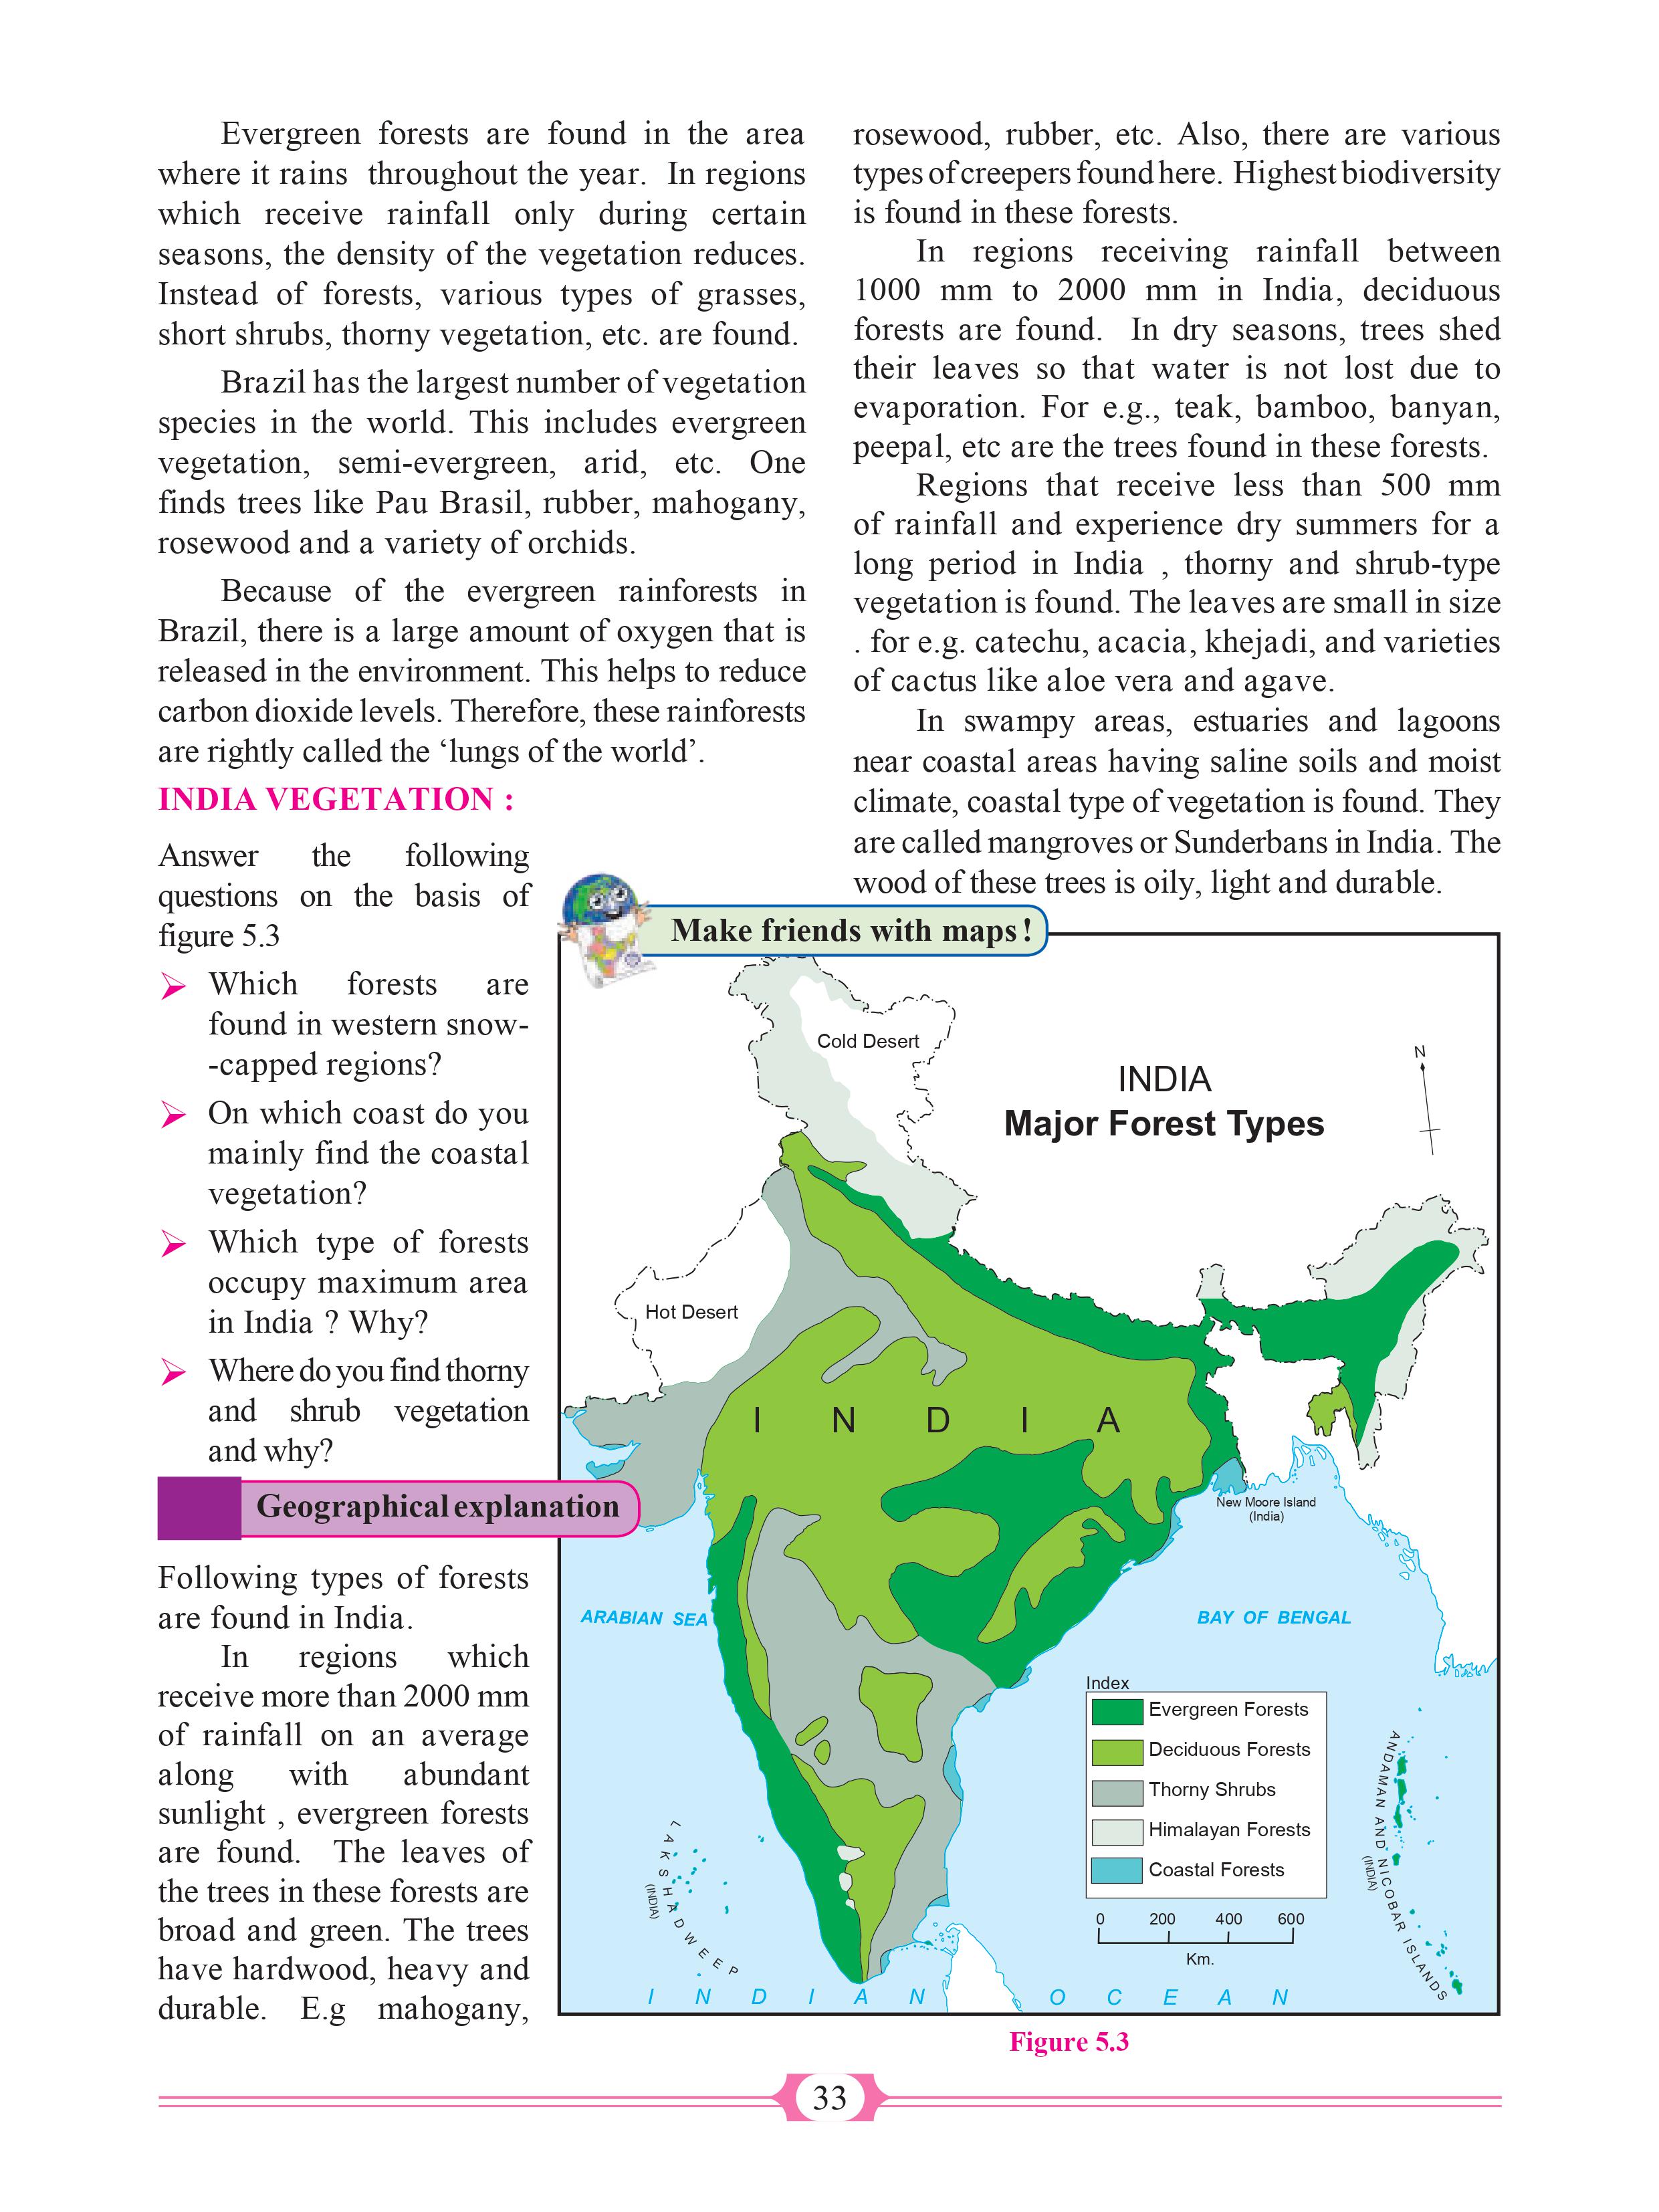 Evergreen forests are found in the area
where it rains throughout the year. In regions
which receive rainfall only during certain
seasons, the density of the vegetation reduces.
Instead of forests, various types of grasses,
short shrubs, thorny vegetation, etc. are found.
Brazil has the largest number of vegetation
species in the world. This includes evergreen
vegetation, semi-evergreen, arid, etc. One
finds trees like Pau Brasil, rubber, mahogany,
rosewood and a variety of orchids.
Because of the evergreen rainforests in
Brazil, there is a large amount of oxygen that is
released in the environment. This helps to reduce
carbon dioxide levels. Therefore, these rainforests
are rightly called the ‘lungs of the world’.
INDIA VEGETATION :
Answer the following
questions on the basis of
figure 5.3
➢ Which forests are
found in western snow-
-capped regions?
➢ On which coast do you
mainly find the coastal
vegetation?
➢ Which type of forests
occupy maximum area
in India ? Why?
➢ Where do you find thorny
and shrub vegetation
and why?
Geographical explanation
Following types of forests
are found in India.
In regions which
receive more than 2000 mm
of rainfall on an average
along with abundant
sunlight , evergreen forests
are found. The leaves of
the trees in these forests are
broad and green. The trees
have hardwood, heavy and
durable. E.g mahogany,
rosewood, rubber, etc. Also, there are various
types of creepers found here. Highest biodiversity
is found in these forests.
In regions receiving rainfall between
1000 mm to 2000 mm in India, deciduous
forests are found. In dry seasons, trees shed
their leaves so that water is not lost due to
evaporation. For e.g., teak, bamboo, banyan,
peepal, etc are the trees found in these forests.
Regions that receive less than 500 mm
of rainfall and experience dry summers for a
long period in India , thorny and shrub-type
vegetation is found. The leaves are small in size
. for e.g. catechu, acacia, khejadi, and varieties
of cactus like aloe vera and agave.
In swampy areas, estuaries and lagoons
near coastal areas having saline soils and moist
climate, coastal type of vegetation is found. They
are called mangroves or Sunderbans in India. The
wood of these trees is oily, light and durable.
Make friends with maps!
Cold Desert
INDIA
Major Forest Types
N
Hot Desert
I N D I A
New Moore Island
(India)
ARABIAN SEA
BAY OF BENGAL
Index
Evergreen Forests
Deciduous Forests
Thorny Shrubs
Himalayan Forests
Coastal Forests
0 200 400 600
Km.
LAKSHADWEEP
(INDIA)
ANDAMAN AND NICOBAR ISLANDS
(INDIA)
I N D I A N O C E A N
Figure 5.3
33